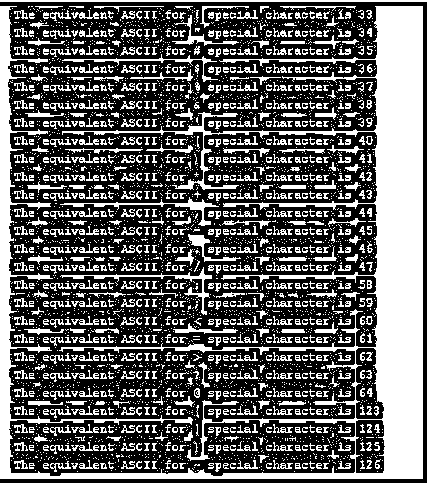 The equivalent ASCII for ! special character is 33
The equivalent ASCII for " special character is 34
The equivalent ASCII for # special character is 35
The equivalent ASCII for $ special character is 36
The equivalent ASCII for % special character is 37
The equivalent ASCII for & special character is 38
The equivalent ASCII for ' special character is 39
The equivalent ASCII for ( special character is 40
The equivalent ASCII for ) special character is 41
The equivalent ASCII for * special character is 42
The equivalent ASCII for + special character is 43
The equivalent ASCII for , special character is 44
The equivalent ASCII for - special character is 45
The equivalent ASCII for . special character is 46
The equivalent ASCII for / special character is 47
The equivalent ASCII for : special character is 58
The equivalent ASCII for ; special character is 59
The equivalent ASCII for < special character is 60
The equivalent ASCII for = special character is 61
The equivalent ASCII for > special character is 62
The equivalent ASCII for ? special character is 63
The equivalent ASCII for @ special character is 64
The equivalent ASCII for { special character is 123
The equivalent ASCII for | special character is 124
The equivalent ASCII for } special character is 125
The equivalent ASCII for ~ special character is 126